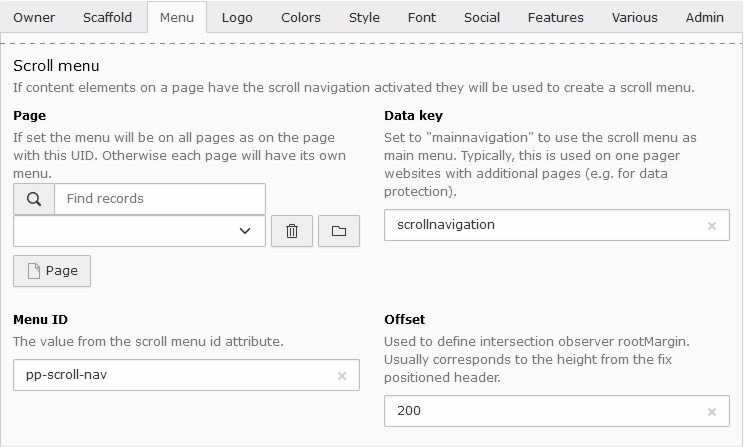 Owner Scaffold Menu Logo Colors Style Font Social Features Various Admin
Scroll menu
If content elements on a page have the scroll navigation activated they will be used to create a scroll menu.
Page
If set the menu will be on all pages as on the page
with this UID. Otherwise each page will have its own
menu.
Find records
Page
Data key
Set to "mainnavigation" to use the scroll menu as
main menu. Typically, this is used on one pager
websites with additional pages (e.g. for data
protection).
scrollnavigation
Menu ID
The value from the scroll menu id attribute.
pp-scroll-nav
Offset
Used to define intersection observer rootMargin.
Usually corresponds to the height from the fix
positioned header.
200